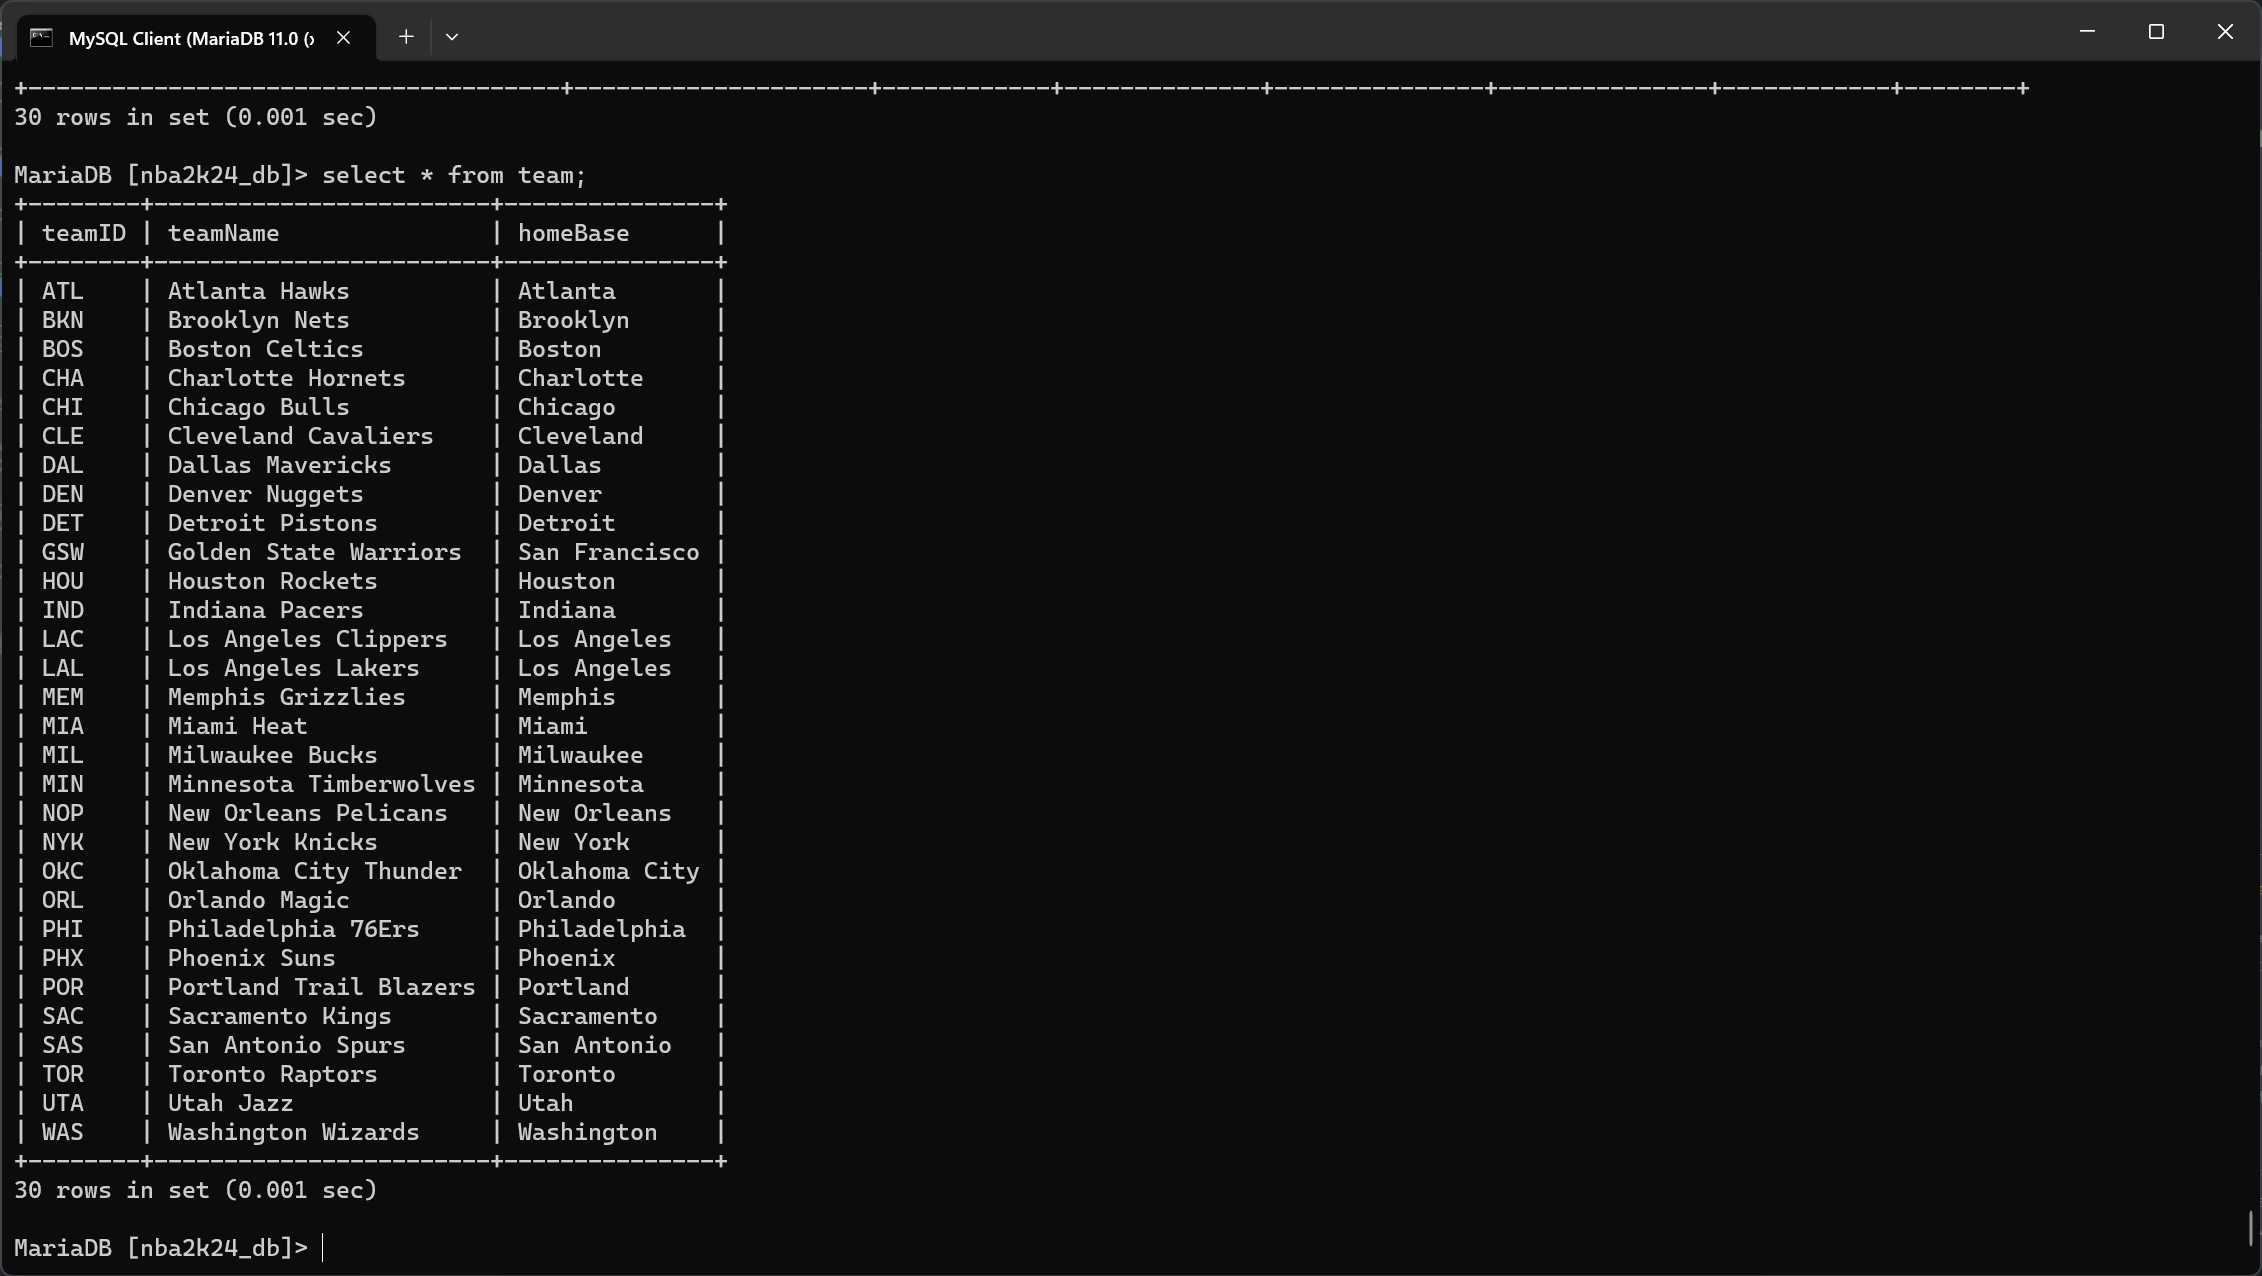 MySQL Client (MariaDB 11.0 (x
+--------------------------------------+---------------------+------------+--------------+---------------+---------------+------------+--------+
30 rows in set (0.001 sec)
MariaDB [nba2k24_db]> select * from team;
+--------+------------------------+---------------+
| teamID | teamName               | homeBase      |
+--------+------------------------+---------------+
| ATL    | Atlanta Hawks          | Atlanta       |
| BKN    | Brooklyn Nets          | Brooklyn      |
| BOS    | Boston Celtics         | Boston        |
| CHA    | Charlotte Hornets      | Charlotte     |
| CHI    | Chicago Bulls          | Chicago       |
| CLE    | Cleveland Cavaliers    | Cleveland     |
| DAL    | Dallas Mavericks       | Dallas        |
| DEN    | Denver Nuggets         | Denver        |
| DET    | Detroit Pistons        | Detroit       |
| GSW    | Golden State Warriors  | San Francisco |
| HOU    | Houston Rockets        | Houston       |
| IND    | Indiana Pacers         | Indiana       |
| LAC    | Los Angeles Clippers   | Los Angeles   |
| LAL    | Los Angeles Lakers     | Los Angeles   |
| MEM    | Memphis Grizzlies      | Memphis       |
| MIA    | Miami Heat             | Miami         |
| MIL    | Milwaukee Bucks        | Milwaukee     |
| MIN    | Minnesota Timberwolves | Minnesota     |
| NOP    | New Orleans Pelicans   | New Orleans   |
| NYK    | New York Knicks        | New York      |
| OKC    | Oklahoma City Thunder  | Oklahoma City |
| ORL    | Orlando Magic          | Orlando       |
| PHI    | Philadelphia 76Ers     | Philadelphia  |
| PHX    | Phoenix Suns           | Phoenix       |
| POR    | Portland Trail Blazers | Portland      |
| SAC    | Sacramento Kings       | Sacramento    |
| SAS    | San Antonio Spurs      | San Antonio   |
| TOR    | Toronto Raptors        | Toronto       |
| UTA    | Utah Jazz              | Utah          |
| WAS    | Washington Wizards     | Washington    |
+--------+------------------------+---------------+
30 rows in set (0.001 sec)
MariaDB [nba2k24_db]>